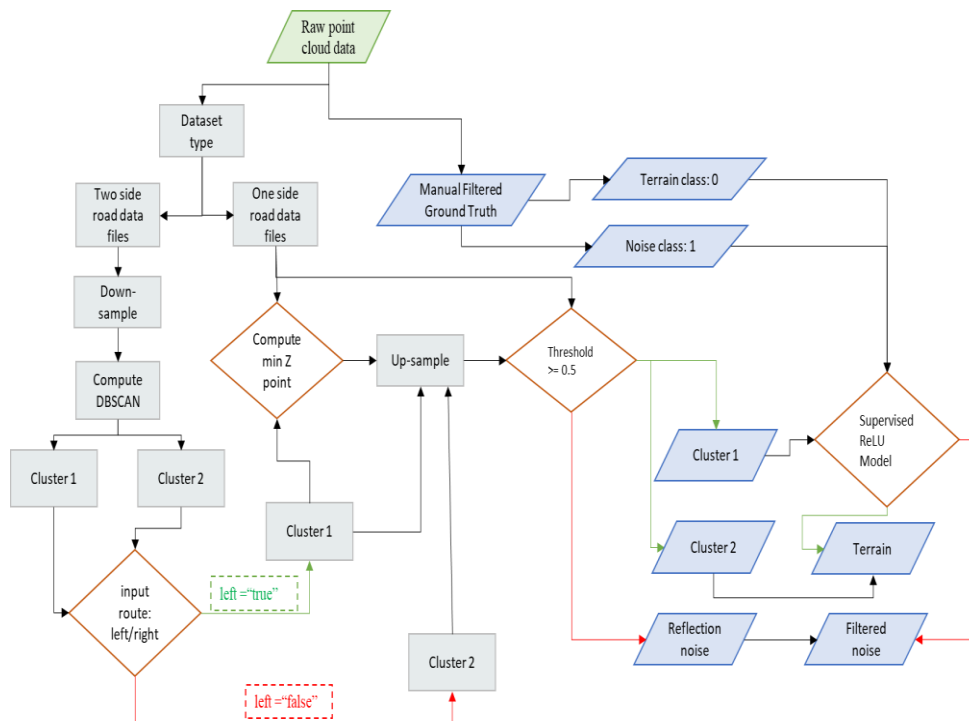 Raw point
cloud data
Dataset
type
Two side
road data
files
One side
road data
files
Manual Filtered
Ground Truth
Terrain class: 0
Noise class: 1
Down-
sample
Compute
min Z
point
Up-sample
Threshold
>= 0.5
Compute
DBSCAN
Supervised
ReLU
Model
Cluster 1
Cluster 2
Cluster 1
Cluster 1
Cluster 2
Terrain
input
route:
left/right
left =“true”
Cluster 2
Reflection
noise
Filtered
noise
left =“false”